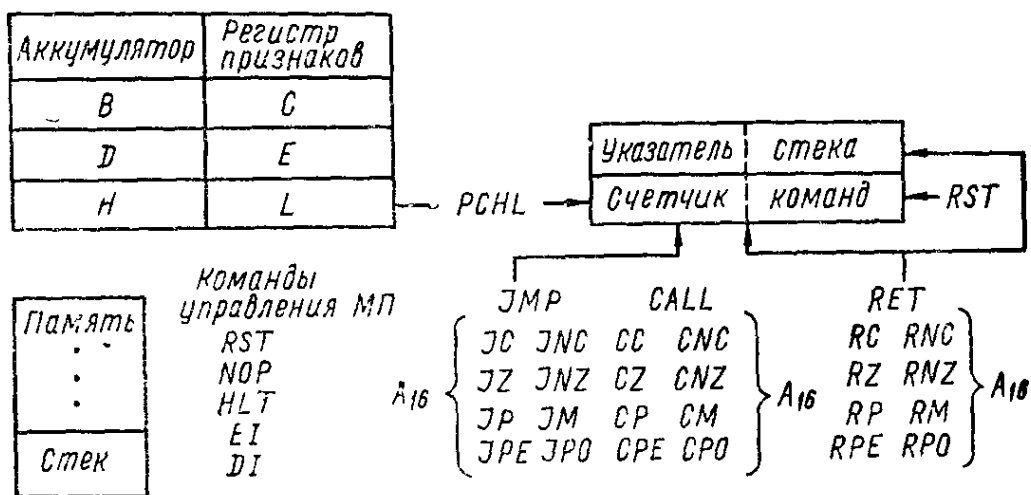 Аккумулятор Регистр признаков
B C
D E
H L
PCHL
Указатель стека
Счетчик команд
RST
Команды
управления МП
RST
NOP
HLT
EI
DI
Память
Стек
JMP CALL RET
A16 JC JNC CC CNC A16 RC RNC A16
JZ JNZ CZ CNZ RZ RNZ
JP JM CP CM RP RM
JPE JPO CPE CPO RPE RPO